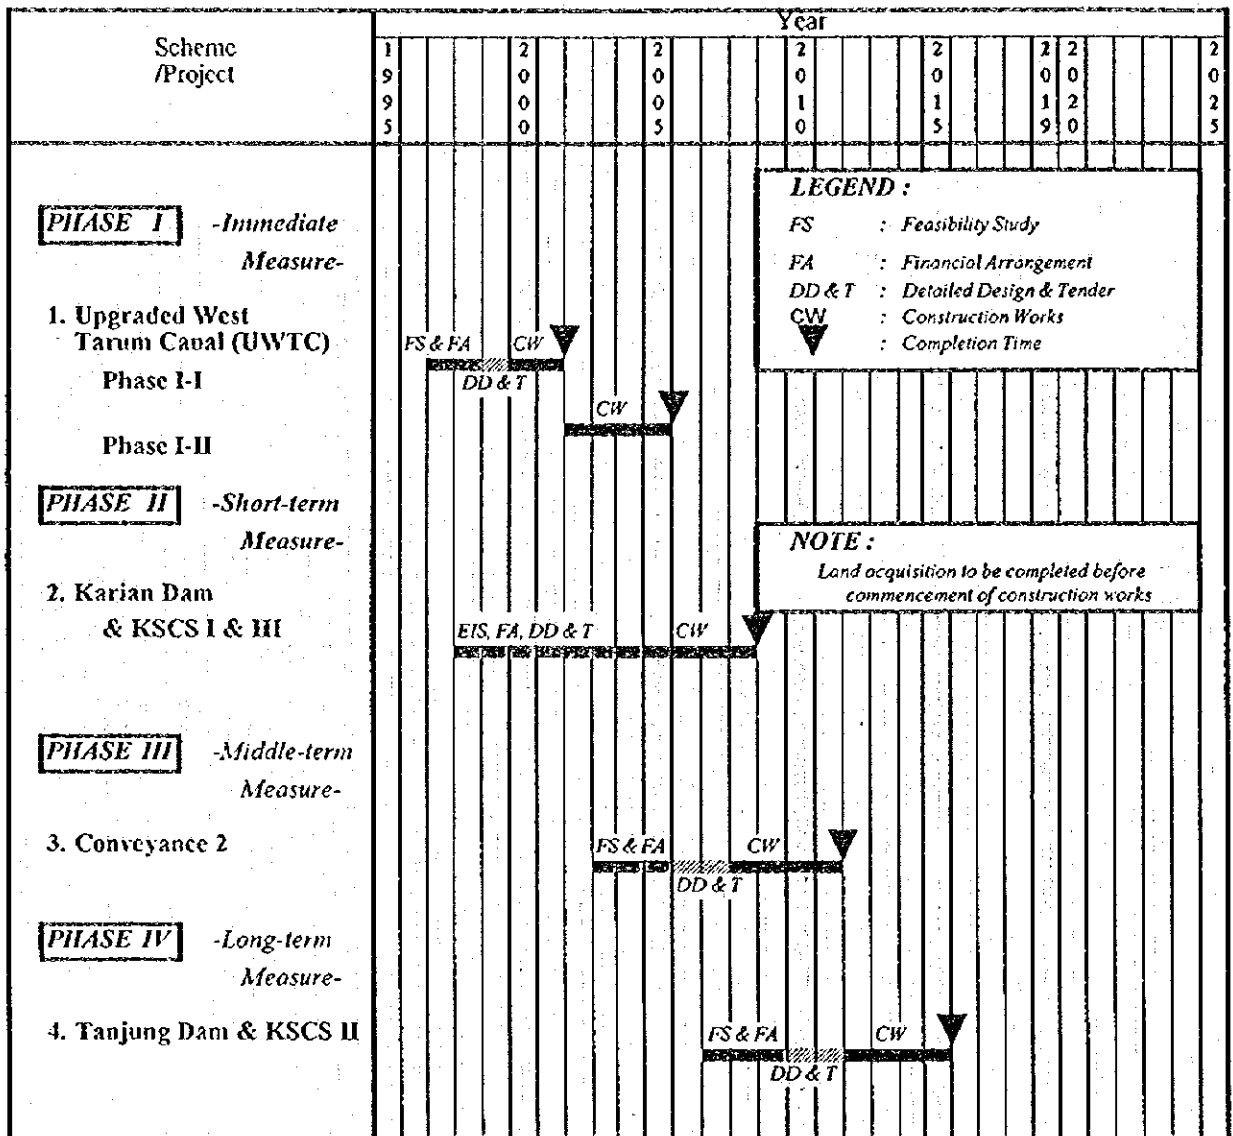 Year
Scheme
/Project
1995
2000
2005
2010
2015
2019
2020
2025
LEGEND :
FS : Feasibility Study
FA : Financial Arrangement
DD & T : Detailed Design & Tender
CW : Construction Works
: Completion Time
PHASE I -Immediate
Measure-
1. Upgraded West
Tarum Canal (UWTC)
FS & FA CW
Phase I-I
DD & T
CW
Phase I-II
PHASE II -Short-term
Measure-
NOTE :
Land acquisition to be completed before
commencement of construction works
2. Karian Dam
& KSCS I & III
EIS, FA, DD & T CW
PHASE III -Middle-term
Measure-
3. Conveyance 2
FS & FA CW
DD & T
PHASE IV -Long-term
Measure-
4. Tanjung Dam & KSCS II
FS & FA CW
DD & T